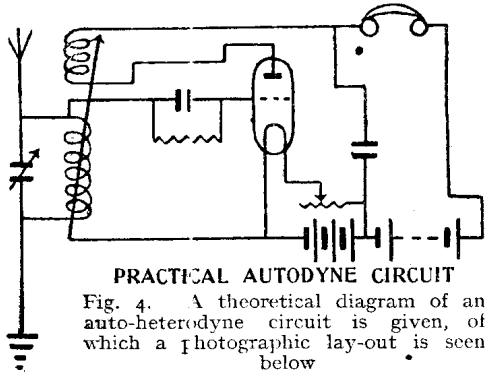 PRACTICAL AUTODYNE CIRCUIT
Fig. 4. A theoretical diagram of an
auto-heterodyne circuit is given, of
which a photographic lay-out is seen
below